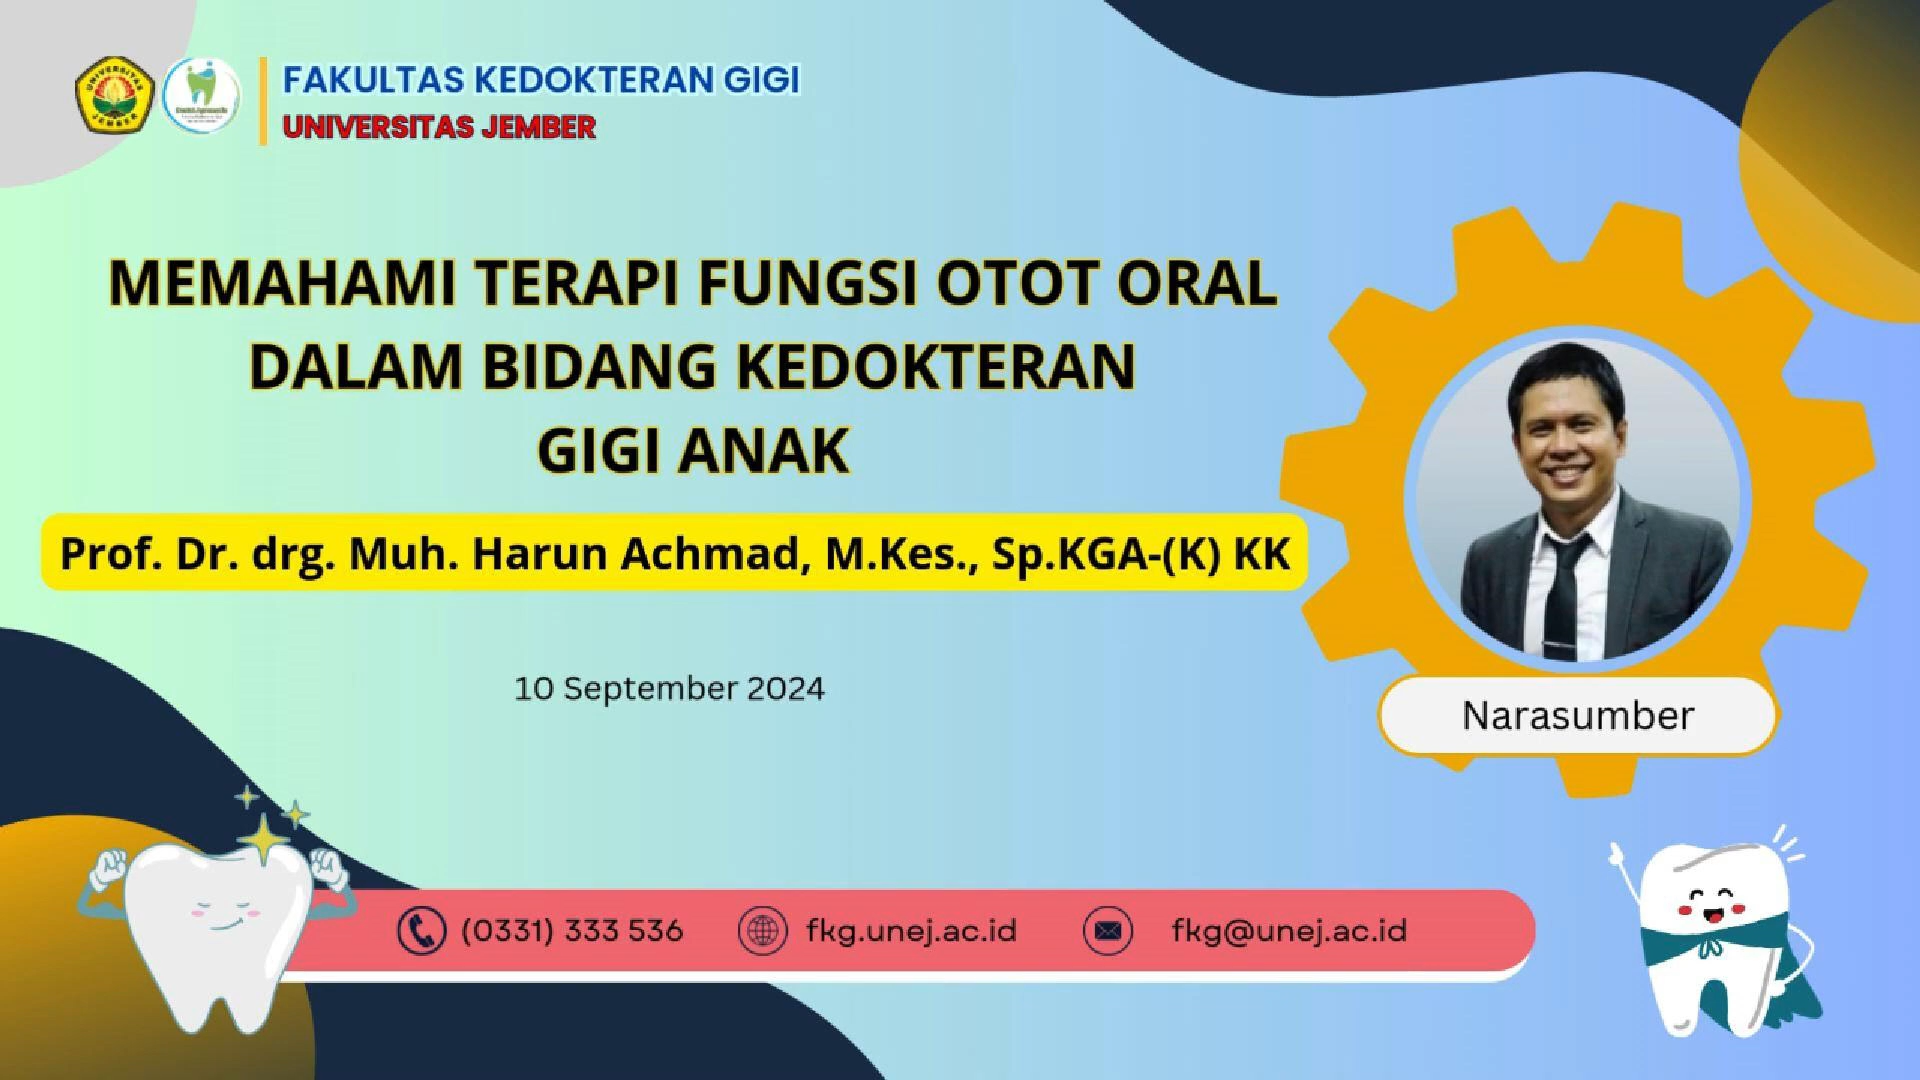 UNIVERSITAS
JEMBER
FAKULTAS KEDOKTERAN GIGI
UNIVERSITAS JEMBER
MEMAHAMI TERAPI FUNGSI OTOT ORAL
DALAM BIDANG KEDOKTERAN
GIGI ANAK
Prof. Dr. drg. Muh. Harun Achmad, M.Kes., Sp.KGA-(K) KK
10 September 2024
Narasumber
(0331) 333 536
fkg.unej.ac.id
fkg@unej.ac.id